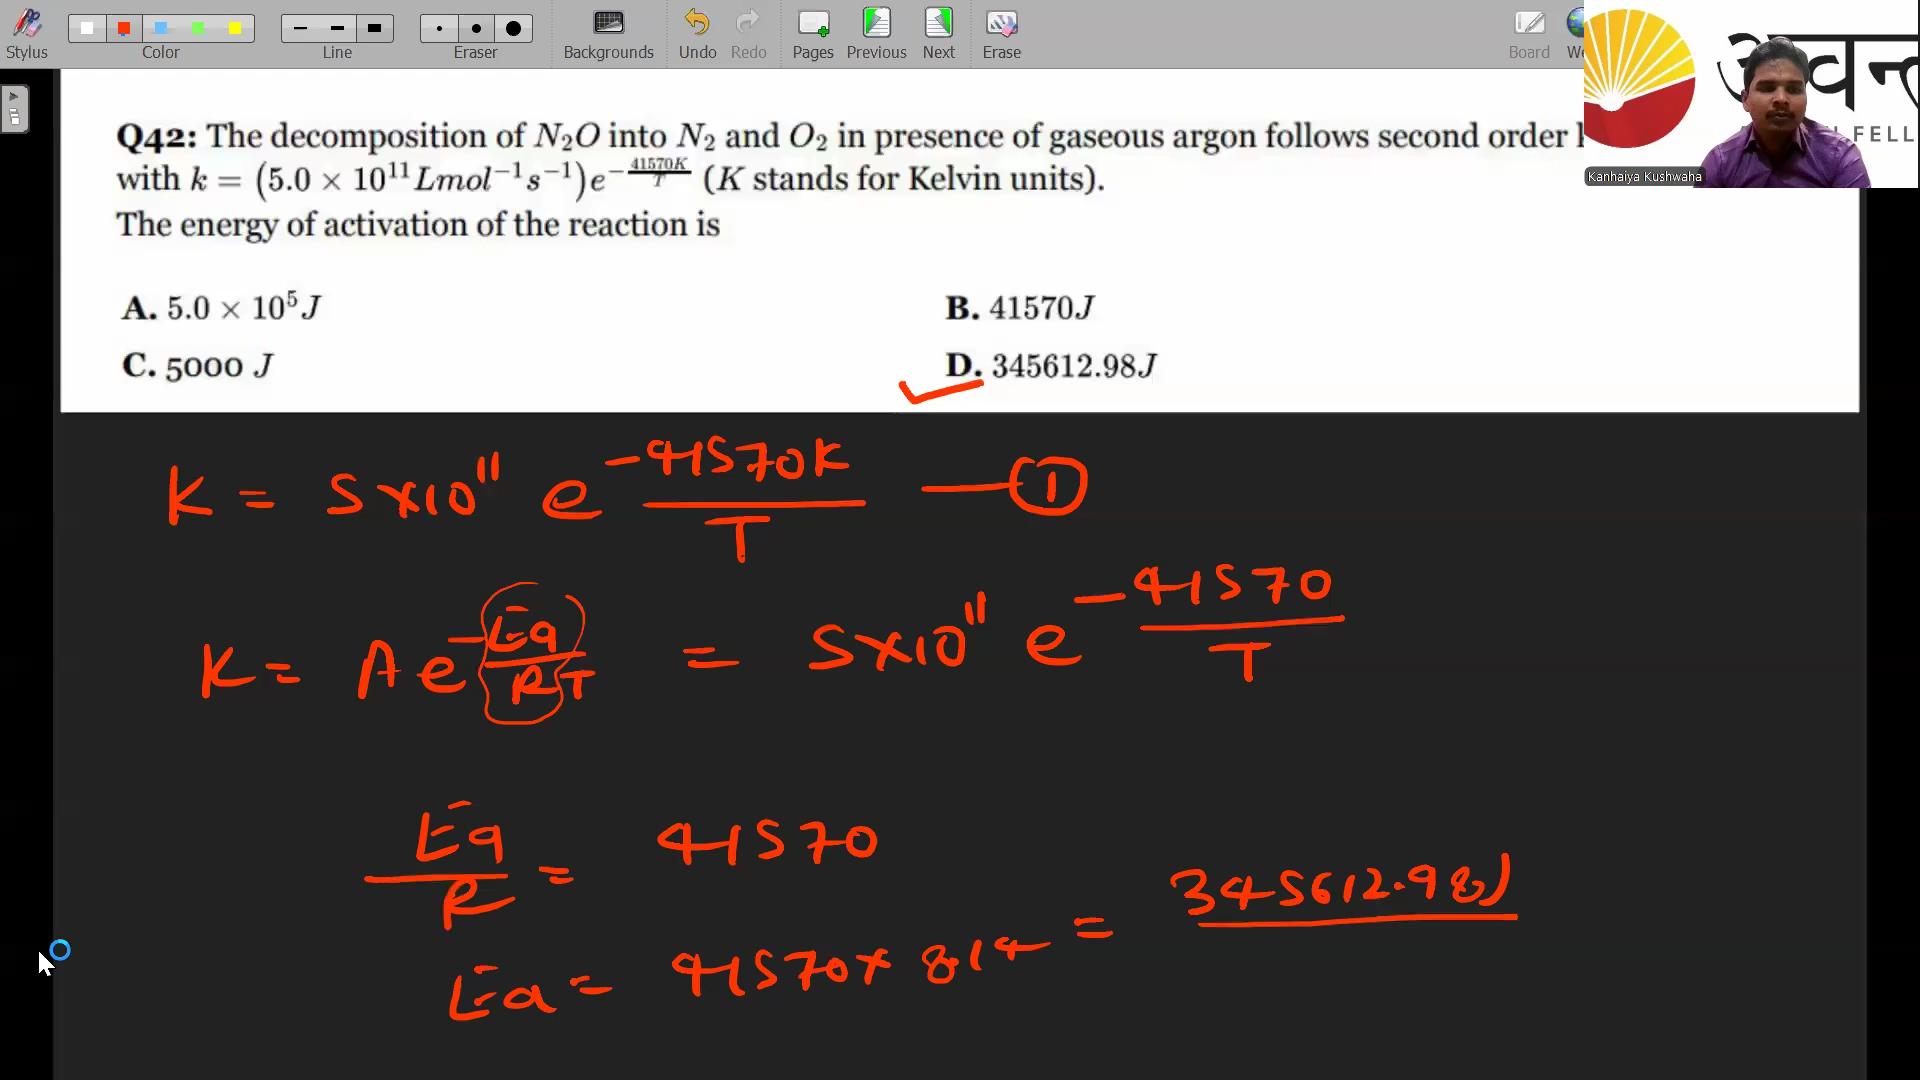 Stylus Color Line Eraser Backgrounds Undo Redo Pages Previous Next Erase Board
FELL
Kanhaiya Kushwaha
Q42: The decomposition of N₂O into N₂ and O₂ in presence of gaseous argon follows second order
with k = (5.0 × 10¹¹ Lmol⁻¹s⁻¹)e^(−41570K/T) (K stands for Kelvin units).
The energy of activation of the reaction is
A. 5.0 × 10⁵ J
B. 41570J
C. 5000 J
D. 345612.98J
K = 5×10¹¹ e^(−41570K/T) — ①
K = A e^(−Ea/RT) = 5×10¹¹ e^(−41570/T)
Ea/R = 41570
Ea = 41570 × 8.14 = 345612.98J